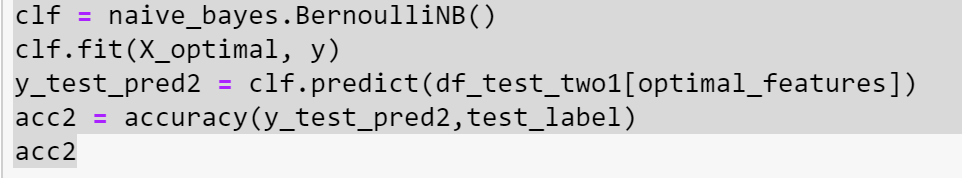 clf = naive_bayes.BernoulliNB()
clf.fit(X_optimal, y)
y_test_pred2 = clf.predict(df_test_two1[optimal_features])
acc2 = accuracy(y_test_pred2,test_label)
acc2